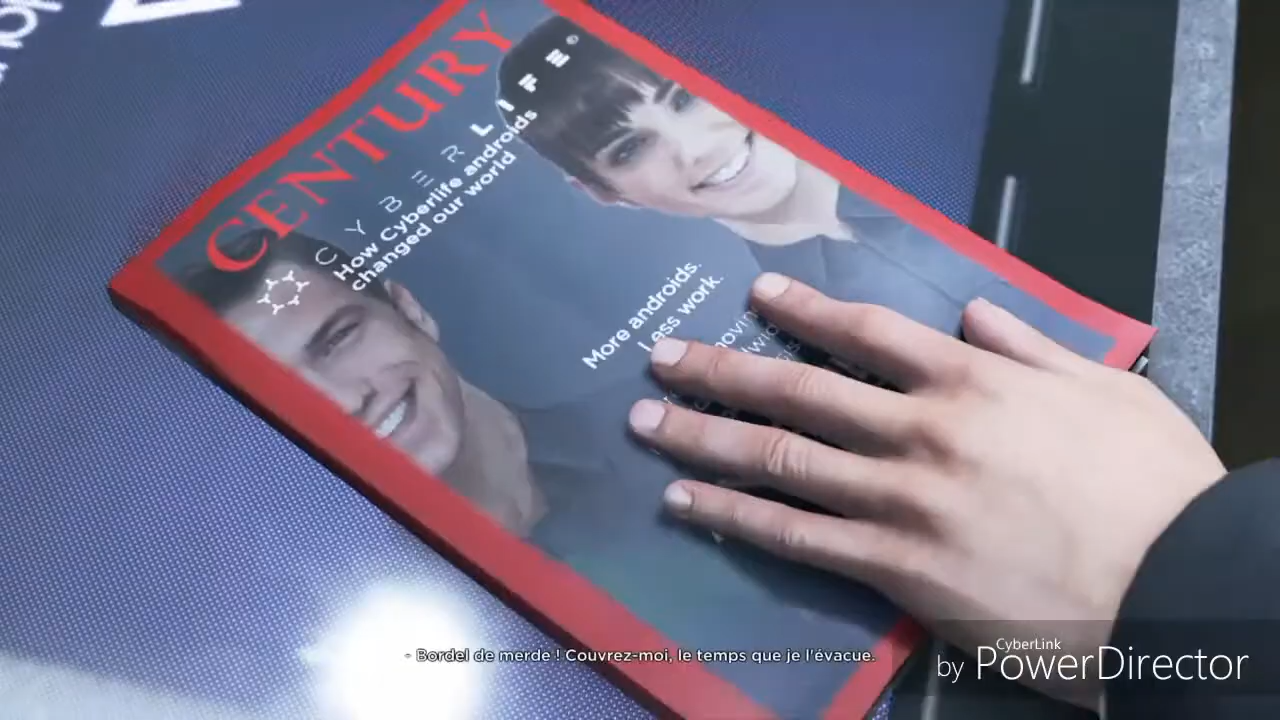 CENTURY
CYBERLIFE
How Cyberlife androids
changed our world
More androids.
Less work.
- Bordel de merde ! Couvrez-moi, le temps que je l'évacue.
CyberLink
by PowerDirector